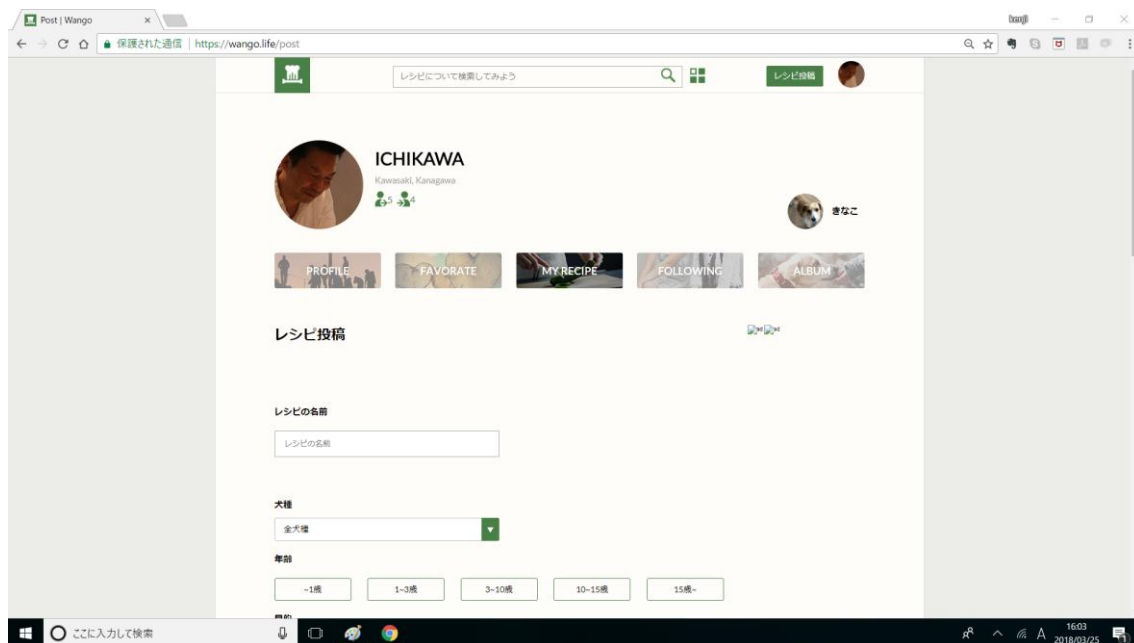 Post | Wango
kenji
保護された通信 | https://wango.life/post
レシピについて検索してみよう
レシピ投稿
ICHIKAWA
Kawasaki, Kanagawa
5 4
きなこ
PROFILE
FAVORATE
MY RECIPE
FOLLOWING
ALBUM
レシピ投稿
ad ad
レシピの名前
レシピの名前
犬種
全犬種
年齢
~1歳
1~3歳
3~10歳
10~15歳
15歳~
目的
ここに入力して検索
A
16:03
2018/03/25